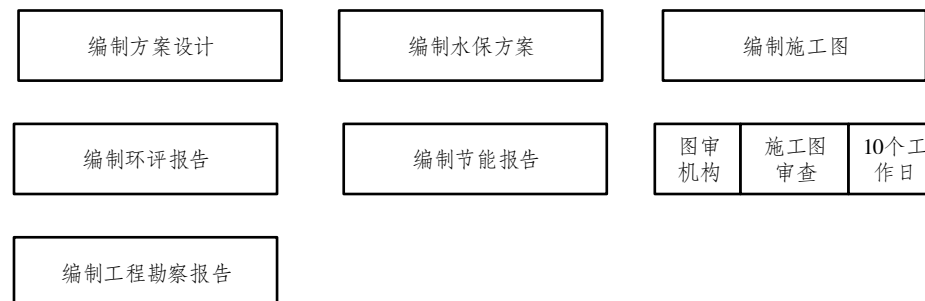 编制方案设计
编制水保方案
编制施工图
编制环评报告
编制节能报告
图审
机构
施工图
审查
10个工
作日
编制工程勘察报告